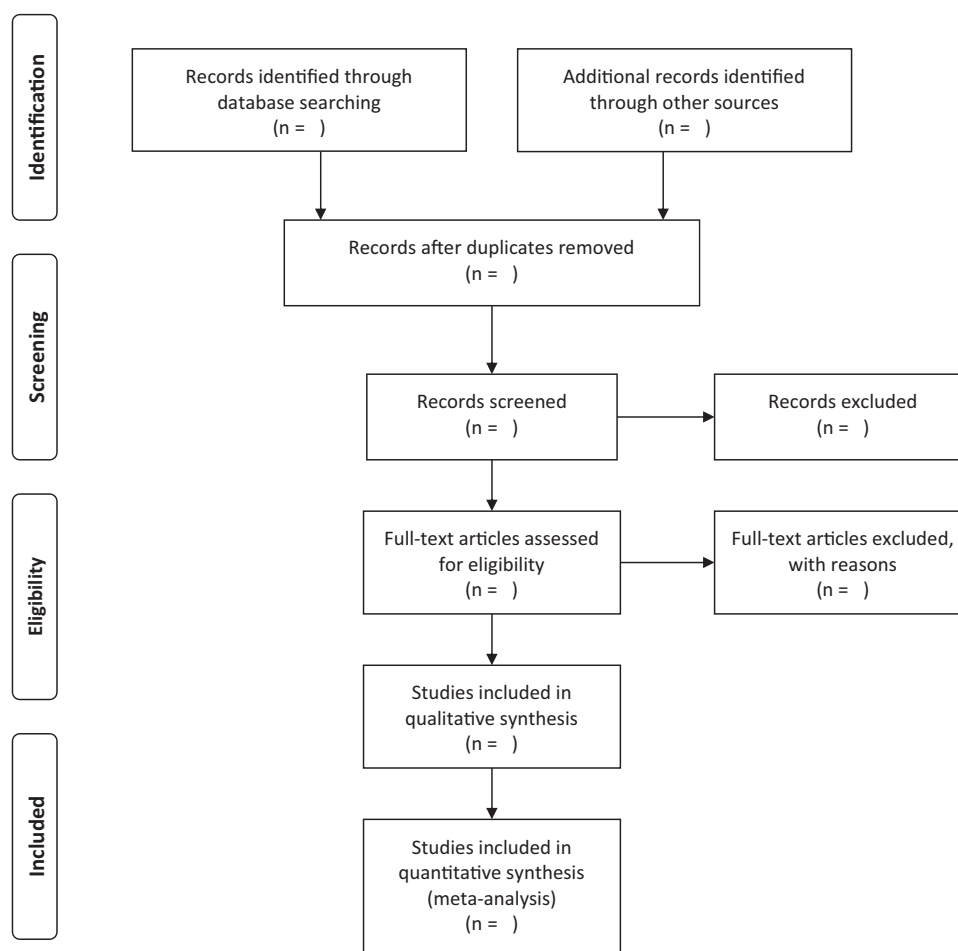 Identification
Records identified through
database searching
(n =   )
Additional records identified
through other sources
(n =   )
Records after duplicates removed
(n =   )
Screening
Records screened
(n =   )
Records excluded
(n =   )
Eligibility
Full-text articles assessed
for eligibility
(n =   )
Full-text articles excluded,
with reasons
(n =   )
Studies included in
qualitative synthesis
(n =   )
Included
Studies included in
quantitative synthesis
(meta-analysis)
(n =   )